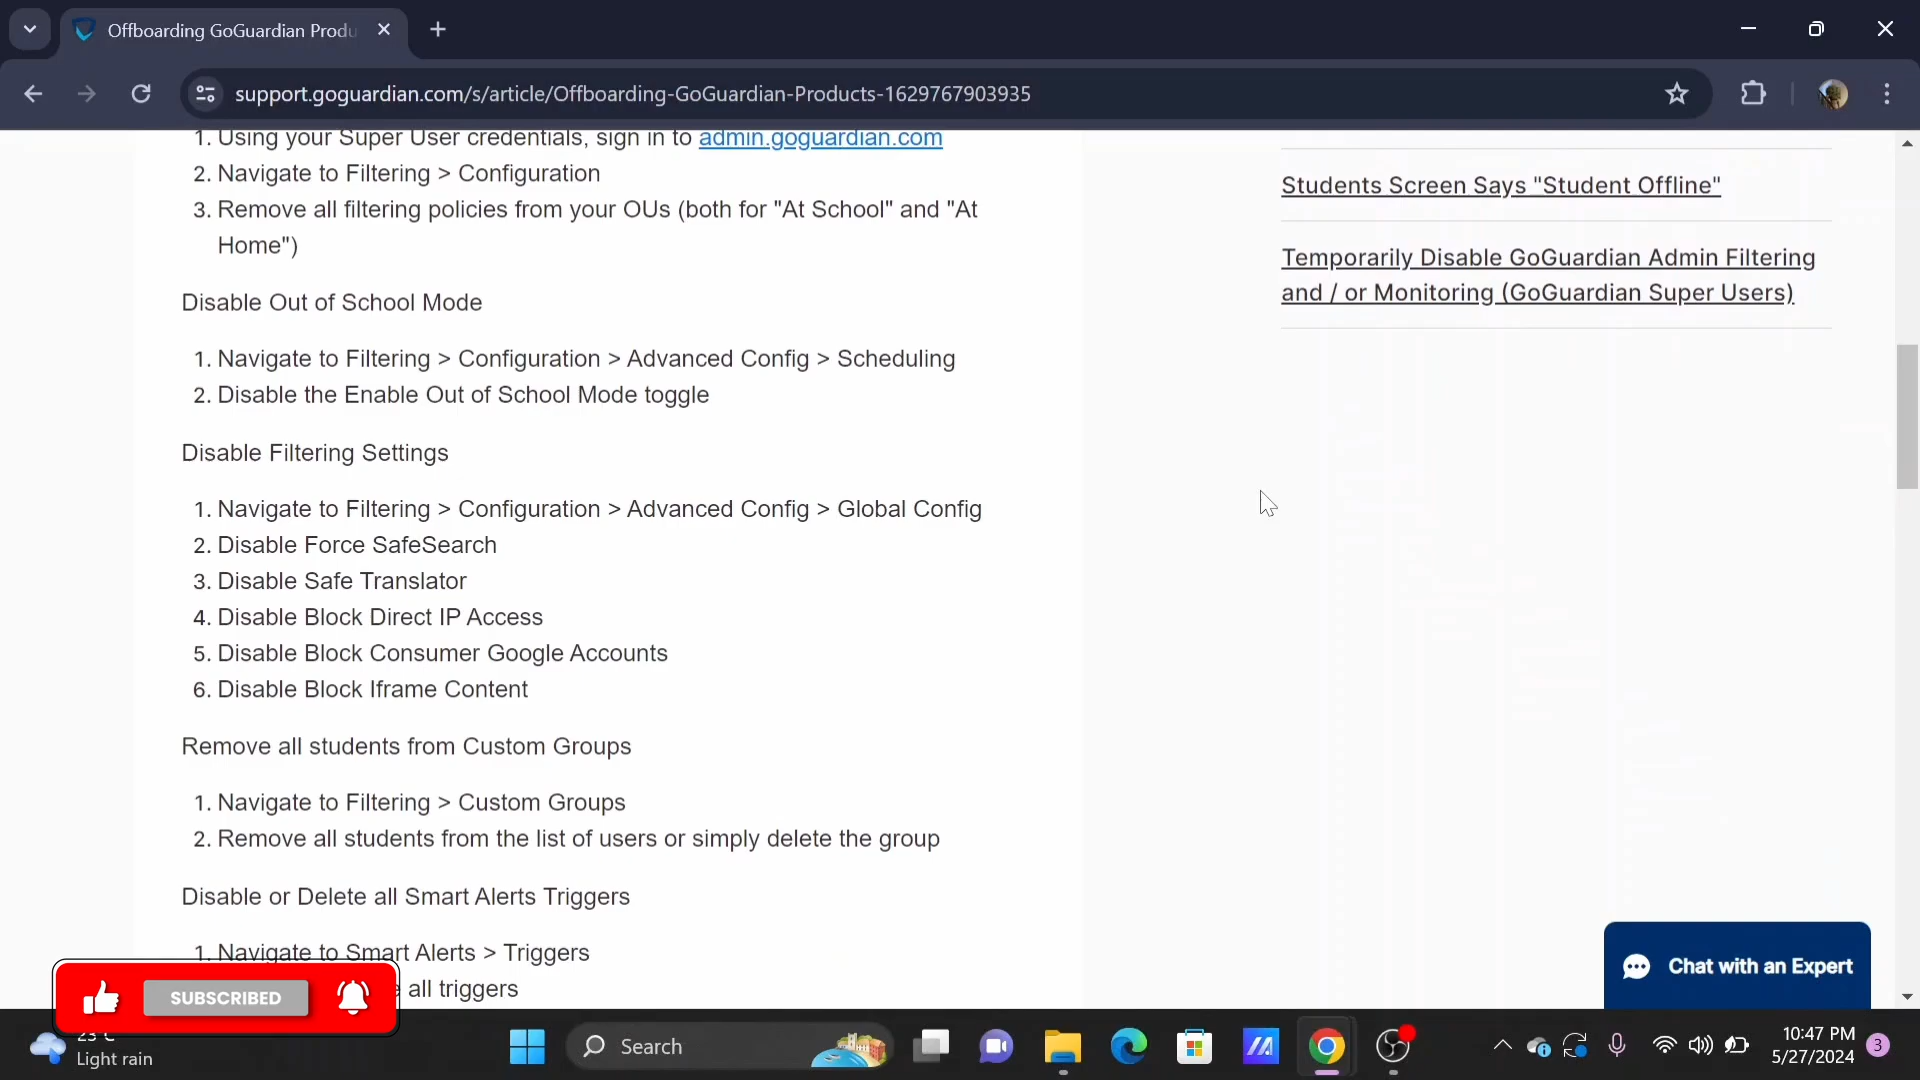 Offboarding GoGuardian Produ
support.goguardian.com/s/article/Offboarding-GoGuardian-Products-1629767903935
1. Using your Super User credentials, sign in to admin.goguardian.com
2. Navigate to Filtering > Configuration
3. Remove all filtering policies from your OUs (both for "At School" and "At
Home")
Disable Out of School Mode
1. Navigate to Filtering > Configuration > Advanced Config > Scheduling
2. Disable the Enable Out of School Mode toggle
Disable Filtering Settings
1. Navigate to Filtering > Configuration > Advanced Config > Global Config
2. Disable Force SafeSearch
3. Disable Safe Translator
4. Disable Block Direct IP Access
5. Disable Block Consumer Google Accounts
6. Disable Block Iframe Content
Remove all students from Custom Groups
1. Navigate to Filtering > Custom Groups
2. Remove all students from the list of users or simply delete the group
Disable or Delete all Smart Alerts Triggers
1. Navigate to Smart Alerts > Triggers
all triggers
Students Screen Says "Student Offline"
Temporarily Disable GoGuardian Admin Filtering
and / or Monitoring (GoGuardian Super Users)
Chat with an Expert
SUBSCRIBED
23°C
Light rain
Search
10:47 PM
5/27/2024
3